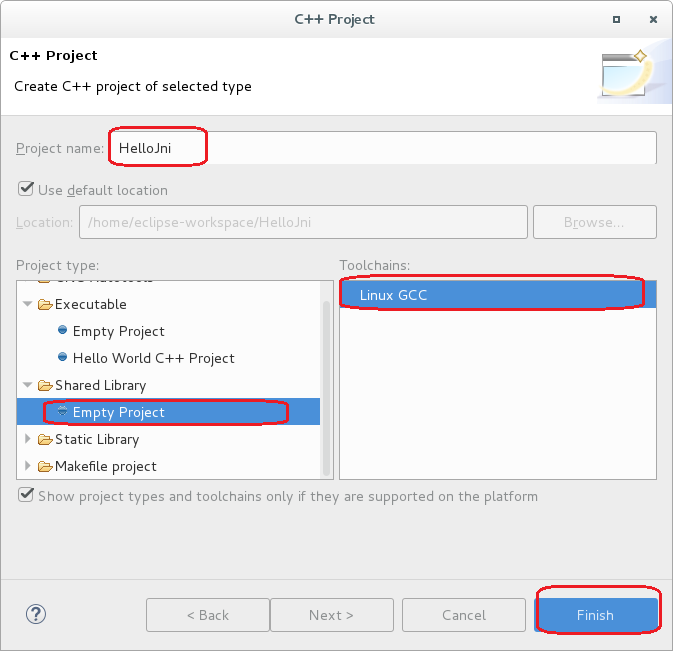 C++ Project
C++ Project
Create C++ project of selected type
Project name: HelloJni
Use default location
Location: /home/eclipse-workspace/HelloJni Browse...
Project type: Toolchains:
Executable
Empty Project
Hello World C++ Project
Shared Library
Empty Project
Static Library
Makefile project
Linux GCC
Show project types and toolchains only if they are supported on the platform
? < Back Next > Cancel Finish